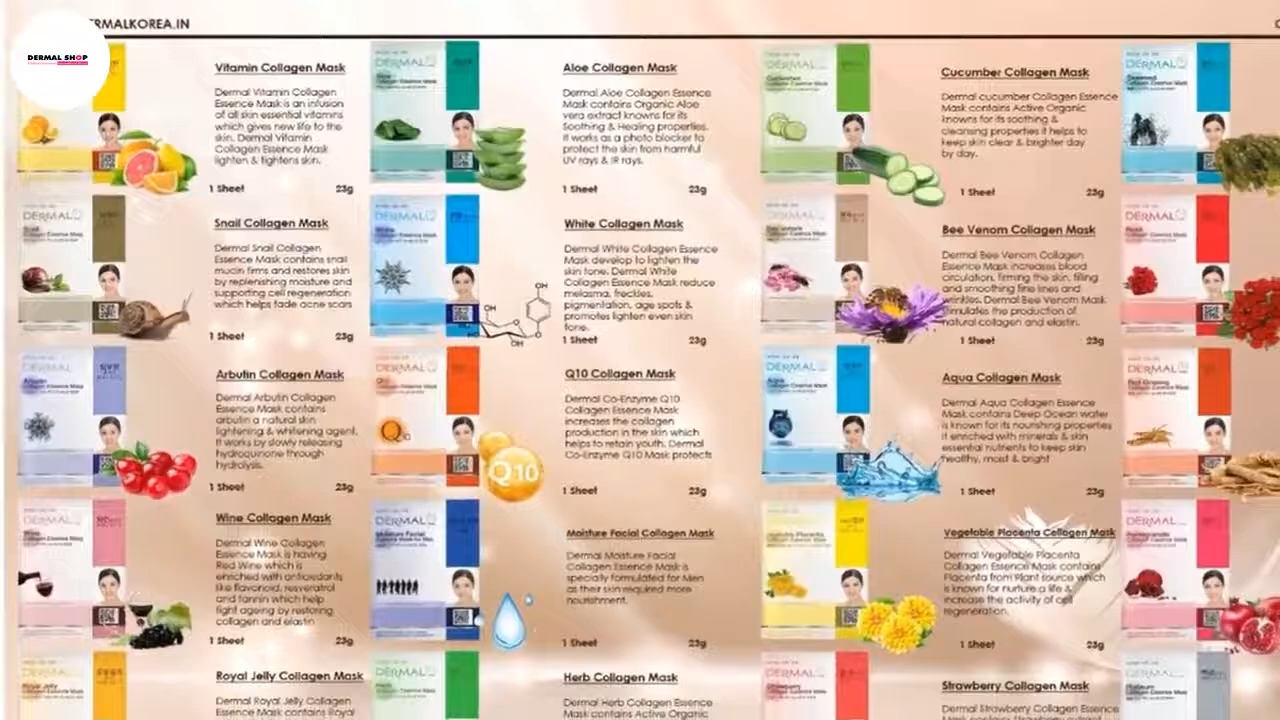 RMALKOREA.IN
DERMAL SHOP
Vitamin Collagen Mask
Dermal Vitamin Collagen
Essence Mask is an infusion
of all skin essential vitamins
which gives new life to the
skin. Dermal Vitamin
Collagen Essence Mask
lighten & tightens skin.
1 Sheet 23g
Aloe Collagen Mask
Dermal Aloe Collagen Essence
Mask contains Organic Aloe
vera extract knowns for its
Soothing & Healing properties.
It works as a photo blocker to
protect the skin from harmful
UV rays & IR rays.
1 Sheet 23g
Cucumber Collagen Mask
Dermal cucumber Collagen Essence
Mask contains Active Organic
knowns for its soothing &
cleansing properties it helps to
keep skin clear & brighter day
by day.
1 Sheet 23g
Snail Collagen Mask
Dermal Snail Collagen
Essence Mask contains snail
mucin firms and restores skin
by replenishing moisture and
supporting cell regeneration
which helps fade acne scars
1 Sheet 23g
White Collagen Mask
Dermal White Collagen Essence
Mask develop to lighten the
skin tone. Dermal White
Collagen Essence Mask reduce
melasma, freckles,
pigmentation, age spots &
promotes lighten even skin
tone.
1 Sheet 23g
Bee Venom Collagen Mask
Dermal Bee Venom Collagen
Essence Mask increases blood
circulation, firming the skin, filling
and smoothing fine lines and
wrinkles. Dermal Bee Venom Mask
stimulates the production of
natural collagen and elastin.
1 Sheet 23g
Arbutin Collagen Mask
Dermal Arbutin Collagen
Essence Mask contains
arbutin a natural skin
lightening & whitening agent.
It works by slowly releasing
hydroquinone through
hydrolysis.
1 Sheet 23g
Q10 Collagen Mask
Dermal Co-Enzyme Q10
Collagen Essence Mask
increases the collagen
production in the skin which
helps to retain youth. Dermal
Co-Enzyme Q10 Mask protects
1 Sheet 23g
Q10
Aqua Collagen Mask
Dermal Aqua Collagen Essence
Mask contains Deep Ocean water
is known for its nourishing properties
it enriched with minerals & skin
essential nutrients to keep skin
healthy, moist & bright
1 Sheet 23g
Wine Collagen Mask
Dermal Wine Collagen
Essence Mask is having
Red Wine which is
enriched with antioxidants
like flavonoid, resveratrol
and tannin which help
fight ageing by restoring
collagen and elastin
1 Sheet 23g
Moisture Facial Collagen Mask
Dermal Moisture Facial
Collagen Essence Mask is
specially formulated for Men
as their skin required more
nourishment.
1 Sheet 23g
Vegetable Placenta Collagen Mask
Dermal Vegetable Placenta
Collagen Essence Mask contains
Placenta from Plant source which
is known for nurture a life &
increase the activity of cell
regeneration.
1 Sheet 23g
Royal Jelly Collagen Mask
Dermal Royal Jelly Collagen
Essence Mask contains Royal
Herb Collagen Mask
Dermal Herb Collagen Essence
Mask contains Active Organic
Strawberry Collagen Mask
Dermal Strawberry Collagen Essence